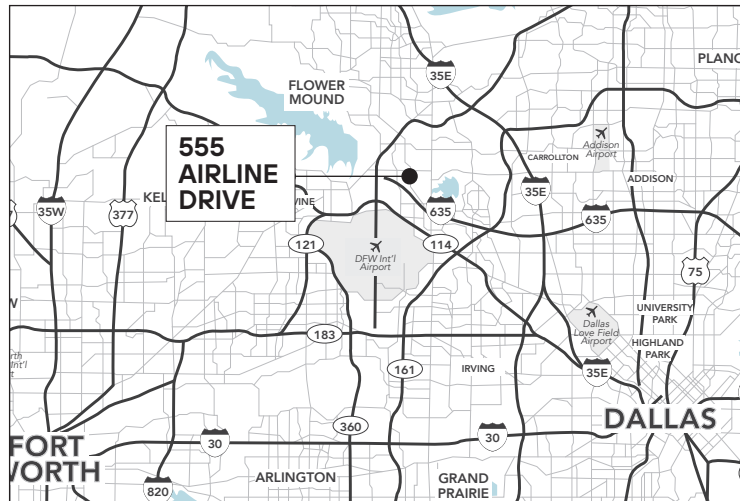 PLANO
35E
FLOWER
MOUND
555
AIRLINE
DRIVE
Addison
Airport
CARROLLTON
ADDISON
35E
KEL
VINE
35W
377
635
635
121
114
DFW Int'l
Airport
75
UNIVERSITY
PARK
Dallas
Love Field
Airport
HIGHLAND
PARK
183
161
IRVING
35E
360
DALLAS
30
30
FORT
WORTH
820
ARLINGTON
GRAND
PRAIRIE